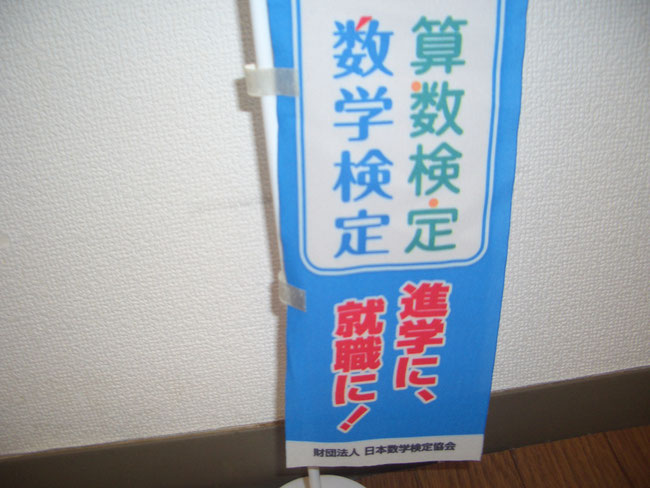 算数検定
数学検定
進学に、
就職に!
財団法人 日本数学検定協会